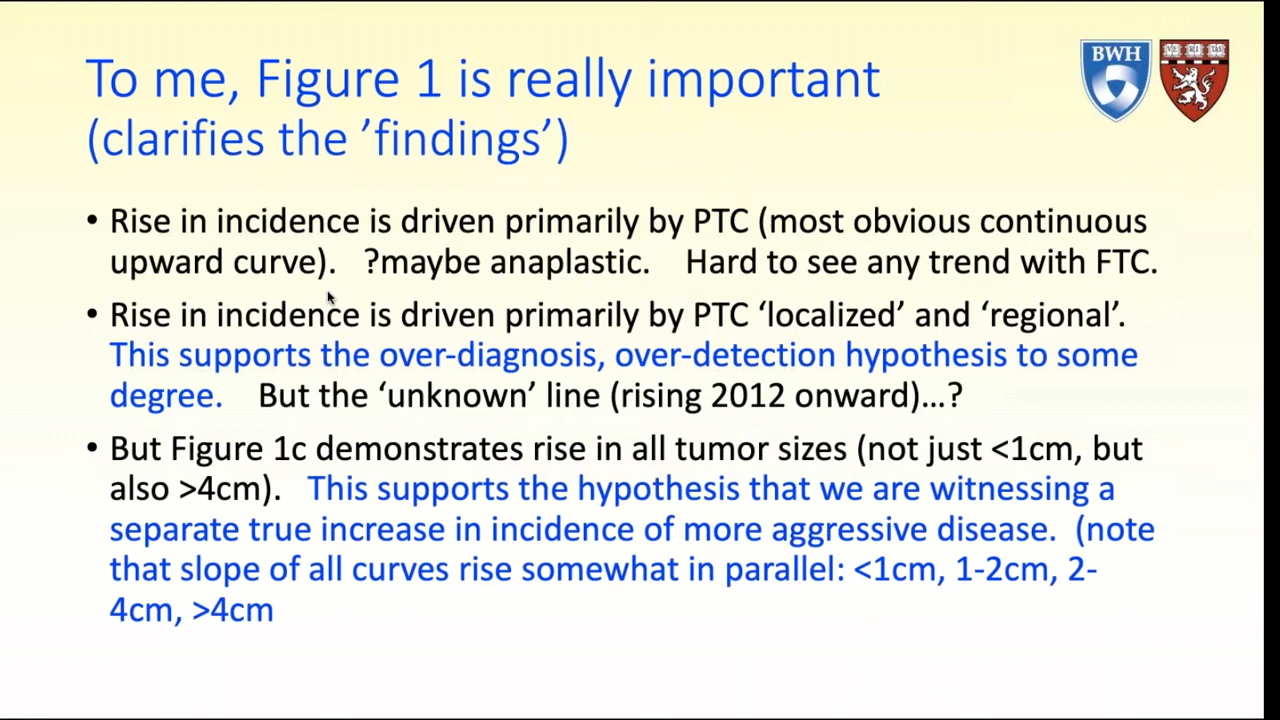 To me, Figure 1 is really important
(clarifies the ’findings’)
BWH
VE RI TAS
• Rise in incidence is driven primarily by PTC (most obvious continuous
upward curve). ?maybe anaplastic. Hard to see any trend with FTC.
• Rise in incidence is driven primarily by PTC ‘localized’ and ‘regional’.
This supports the over-diagnosis, over-detection hypothesis to some
degree. But the ‘unknown’ line (rising 2012 onward)…?
• But Figure 1c demonstrates rise in all tumor sizes (not just <1cm, but
also >4cm). This supports the hypothesis that we are witnessing a
separate true increase in incidence of more aggressive disease. (note
that slope of all curves rise somewhat in parallel: <1cm, 1-2cm, 2-
4cm, >4cm